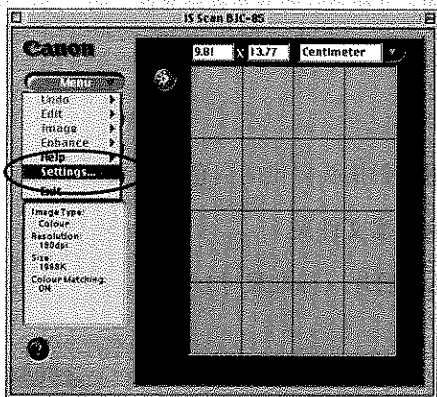 IS Scan BJC-85
Canon
9.81 X 13.77 Centimeter
Menu
Undo
Edit
Image
Enhance
Help
Settings...
Exit
Image Type:
Colour
Resolution:
180dpi
Size:
1988K
Colour Matching:
ON
?